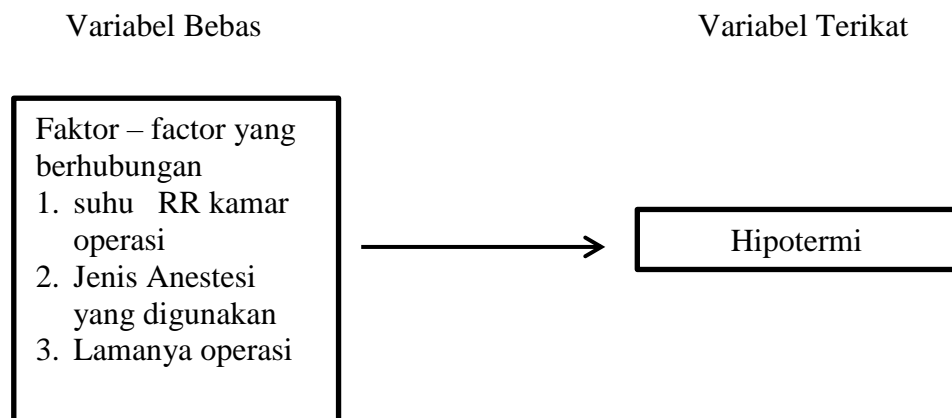 Variabel Bebas
Variabel Terikat
Faktor – factor yang
berhubungan
1. suhu RR kamar
operasi
2. Jenis Anestesi
yang digunakan
3. Lamanya operasi
Hipotermi